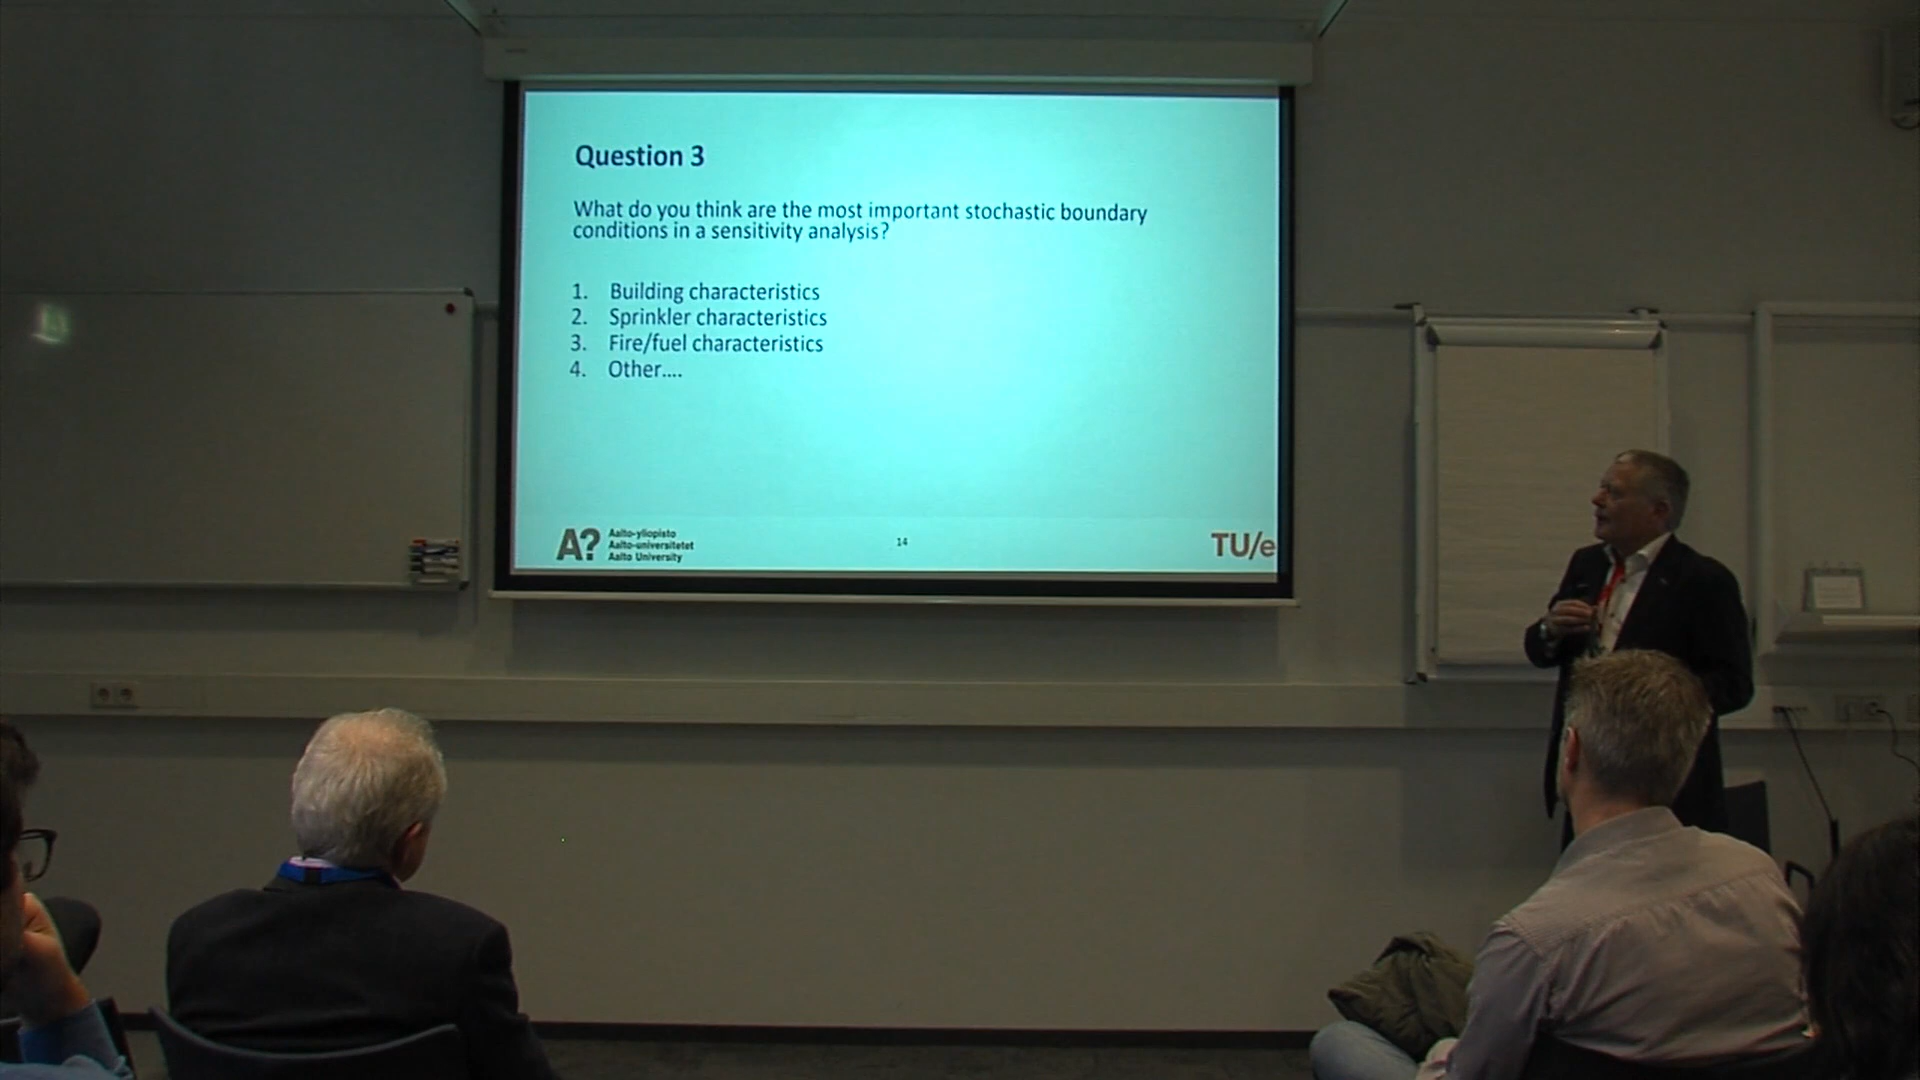 Question 3
What do you think are the most important stochastic boundary
conditions in a sensitivity analysis?
1. Building characteristics
2. Sprinkler characteristics
3. Fire/fuel characteristics
4. Other....
A?
Aalto-yliopisto
Aalto-universitetet
Aalto University
14
TU/e